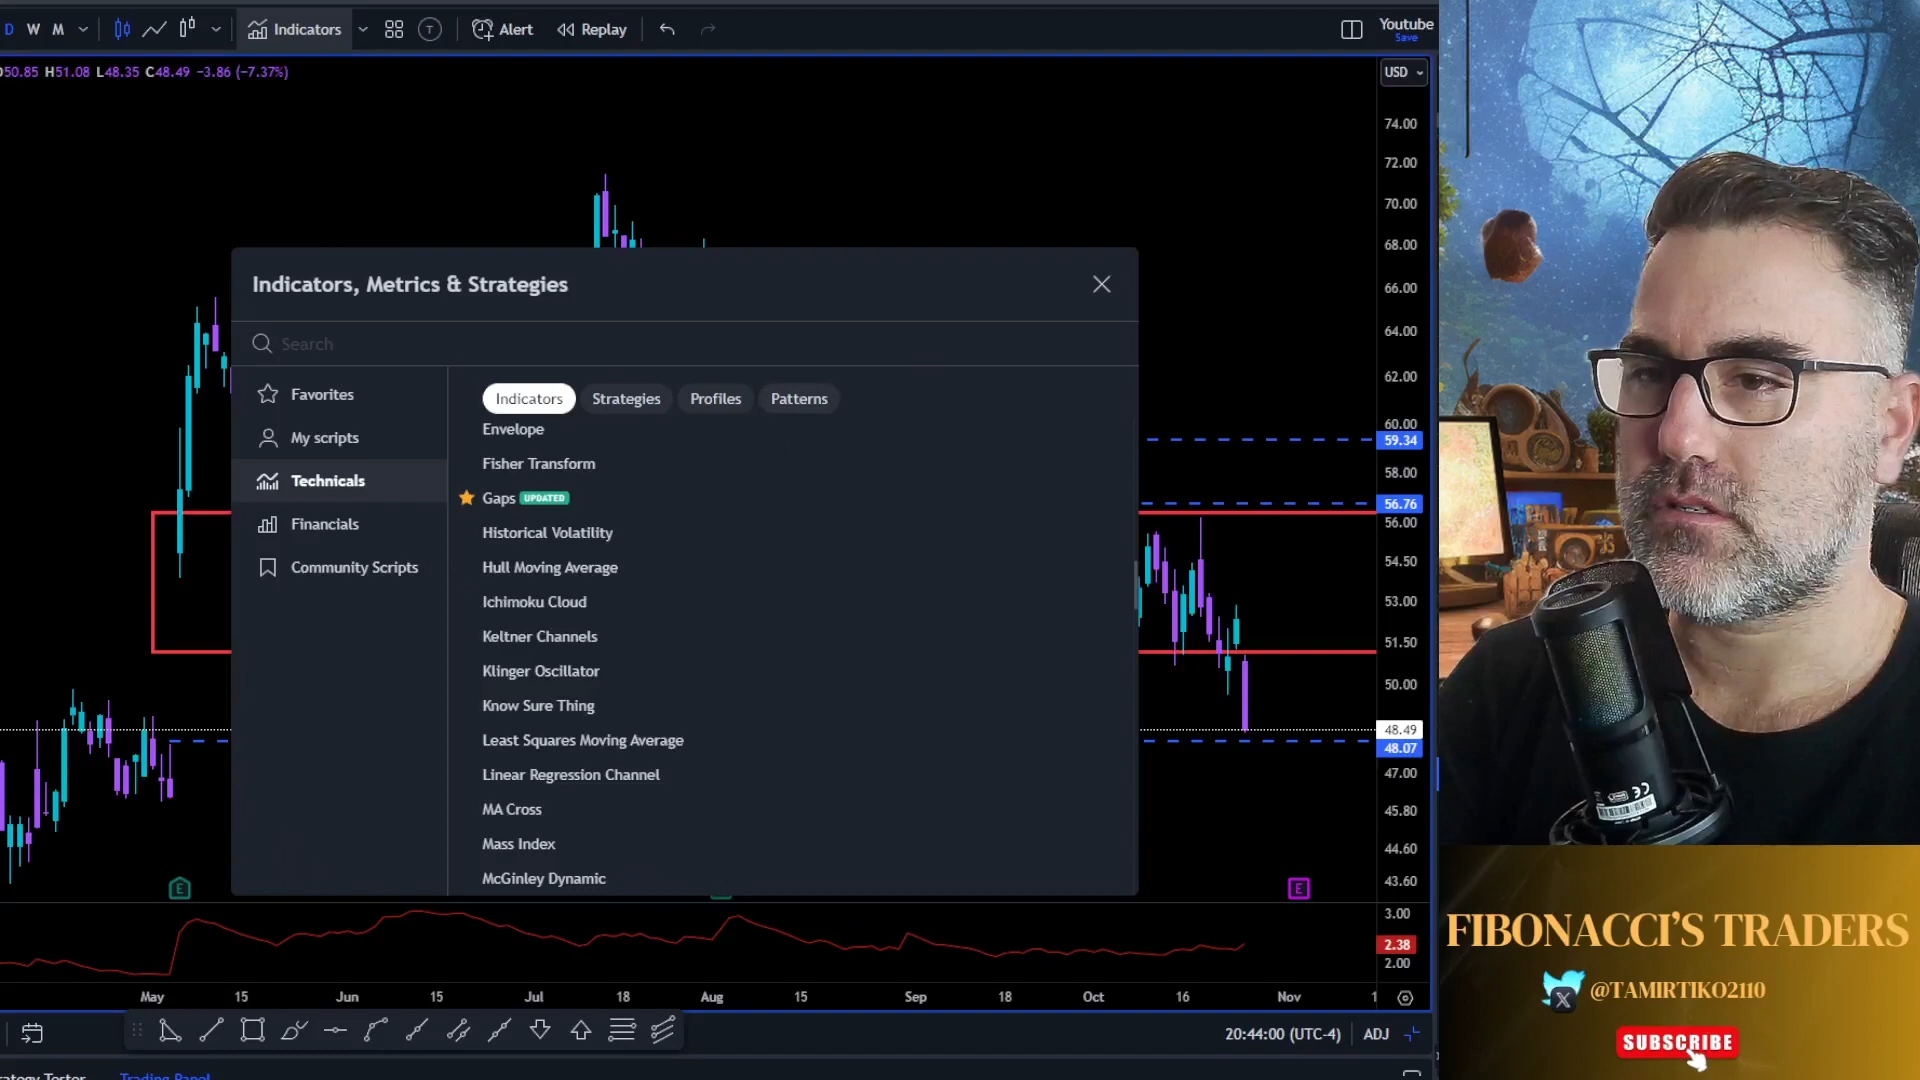 D W M Indicators Alert Replay Youtube
Save
O50.85 H51.08 L48.35 C48.49 −3.86 (−7.37%)
USD
74.00
72.00
70.00
68.00
66.00
64.00
62.00
60.00
59.34
58.00
56.76
56.00
54.50
53.00
51.50
50.00
48.49
48.07
47.00
45.80
44.60
43.60
3.00
2.38
2.00
Indicators, Metrics & Strategies
Search
Favorites
My scripts
Technicals
Financials
Community Scripts
Indicators Strategies Profiles Patterns
Envelope
Fisher Transform
Gaps UPDATED
Historical Volatility
Hull Moving Average
Ichimoku Cloud
Keltner Channels
Klinger Oscillator
Know Sure Thing
Least Squares Moving Average
Linear Regression Channel
MA Cross
Mass Index
McGinley Dynamic
E
E
May 15 Jun 15 Jul 18 Aug 15 Sep 18 Oct 16 Nov 1
20:44:00 (UTC-4) ADJ
Trading Panel
FIBONACCI'S TRADERS
@TAMIRTIKO2110
SUBSCRIBE